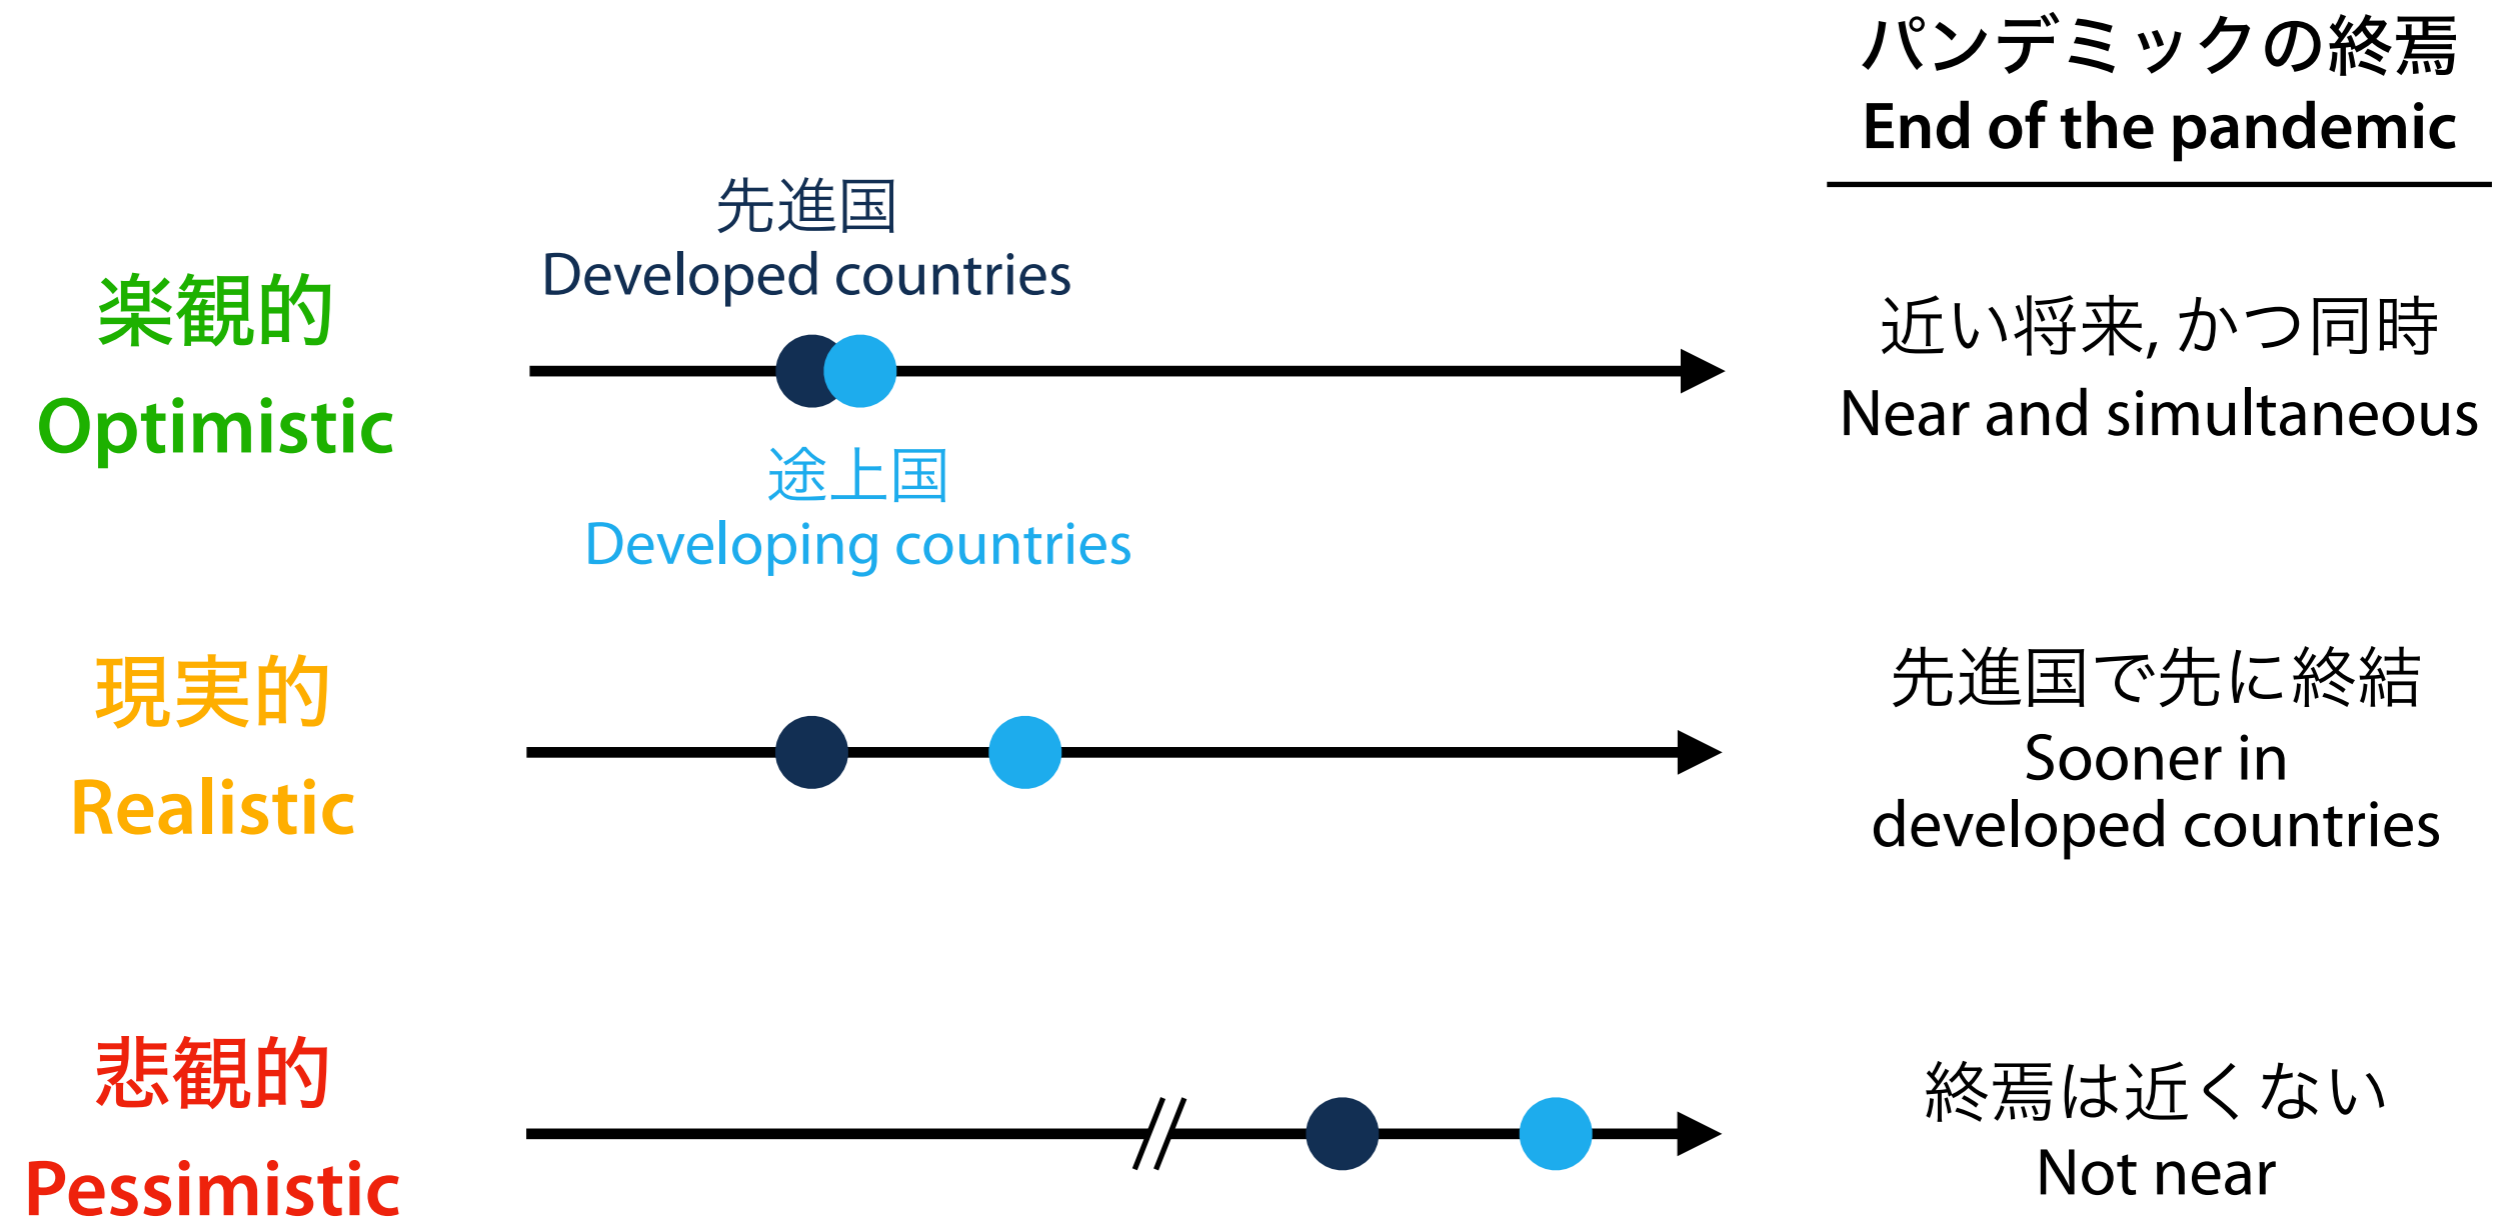 パンデミックの終焉
End of the pandemic
先進国
Developed countries
楽観的
Optimistic
近い将来, かつ同時
Near and simultaneous
途上国
Developing countries
現実的
Realistic
先進国で先に終結
Sooner in
developed countries
悲観的
Pessimistic
終焉は近くない
Not near